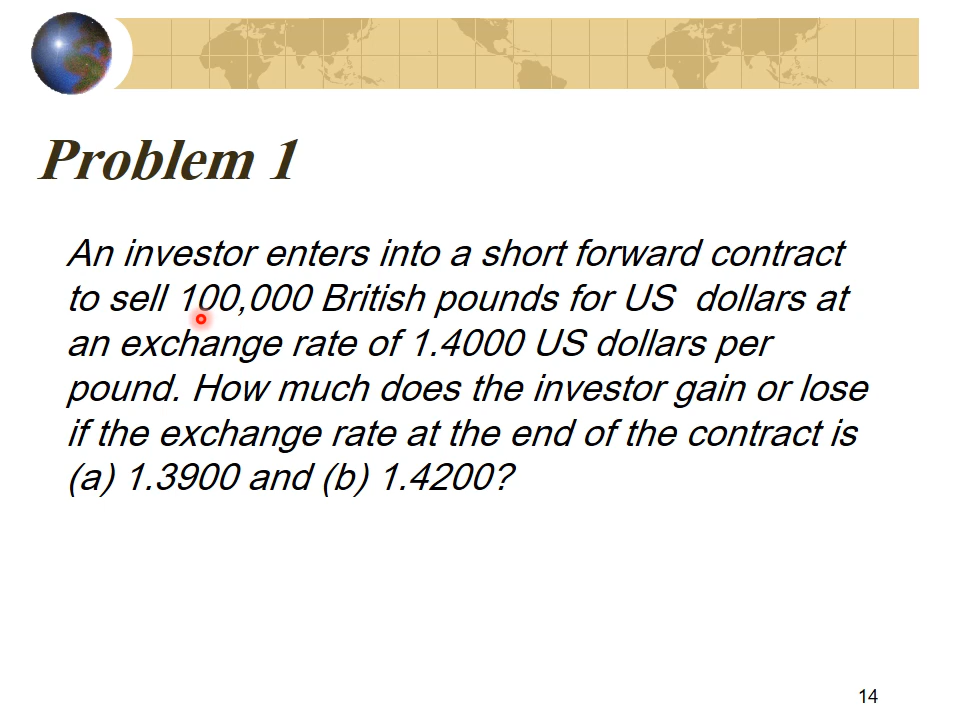 Problem 1
An investor enters into a short forward contract
to sell 100,000 British pounds for US dollars at
an exchange rate of 1.4000 US dollars per
pound. How much does the investor gain or lose
if the exchange rate at the end of the contract is
(a) 1.3900 and (b) 1.4200?
14